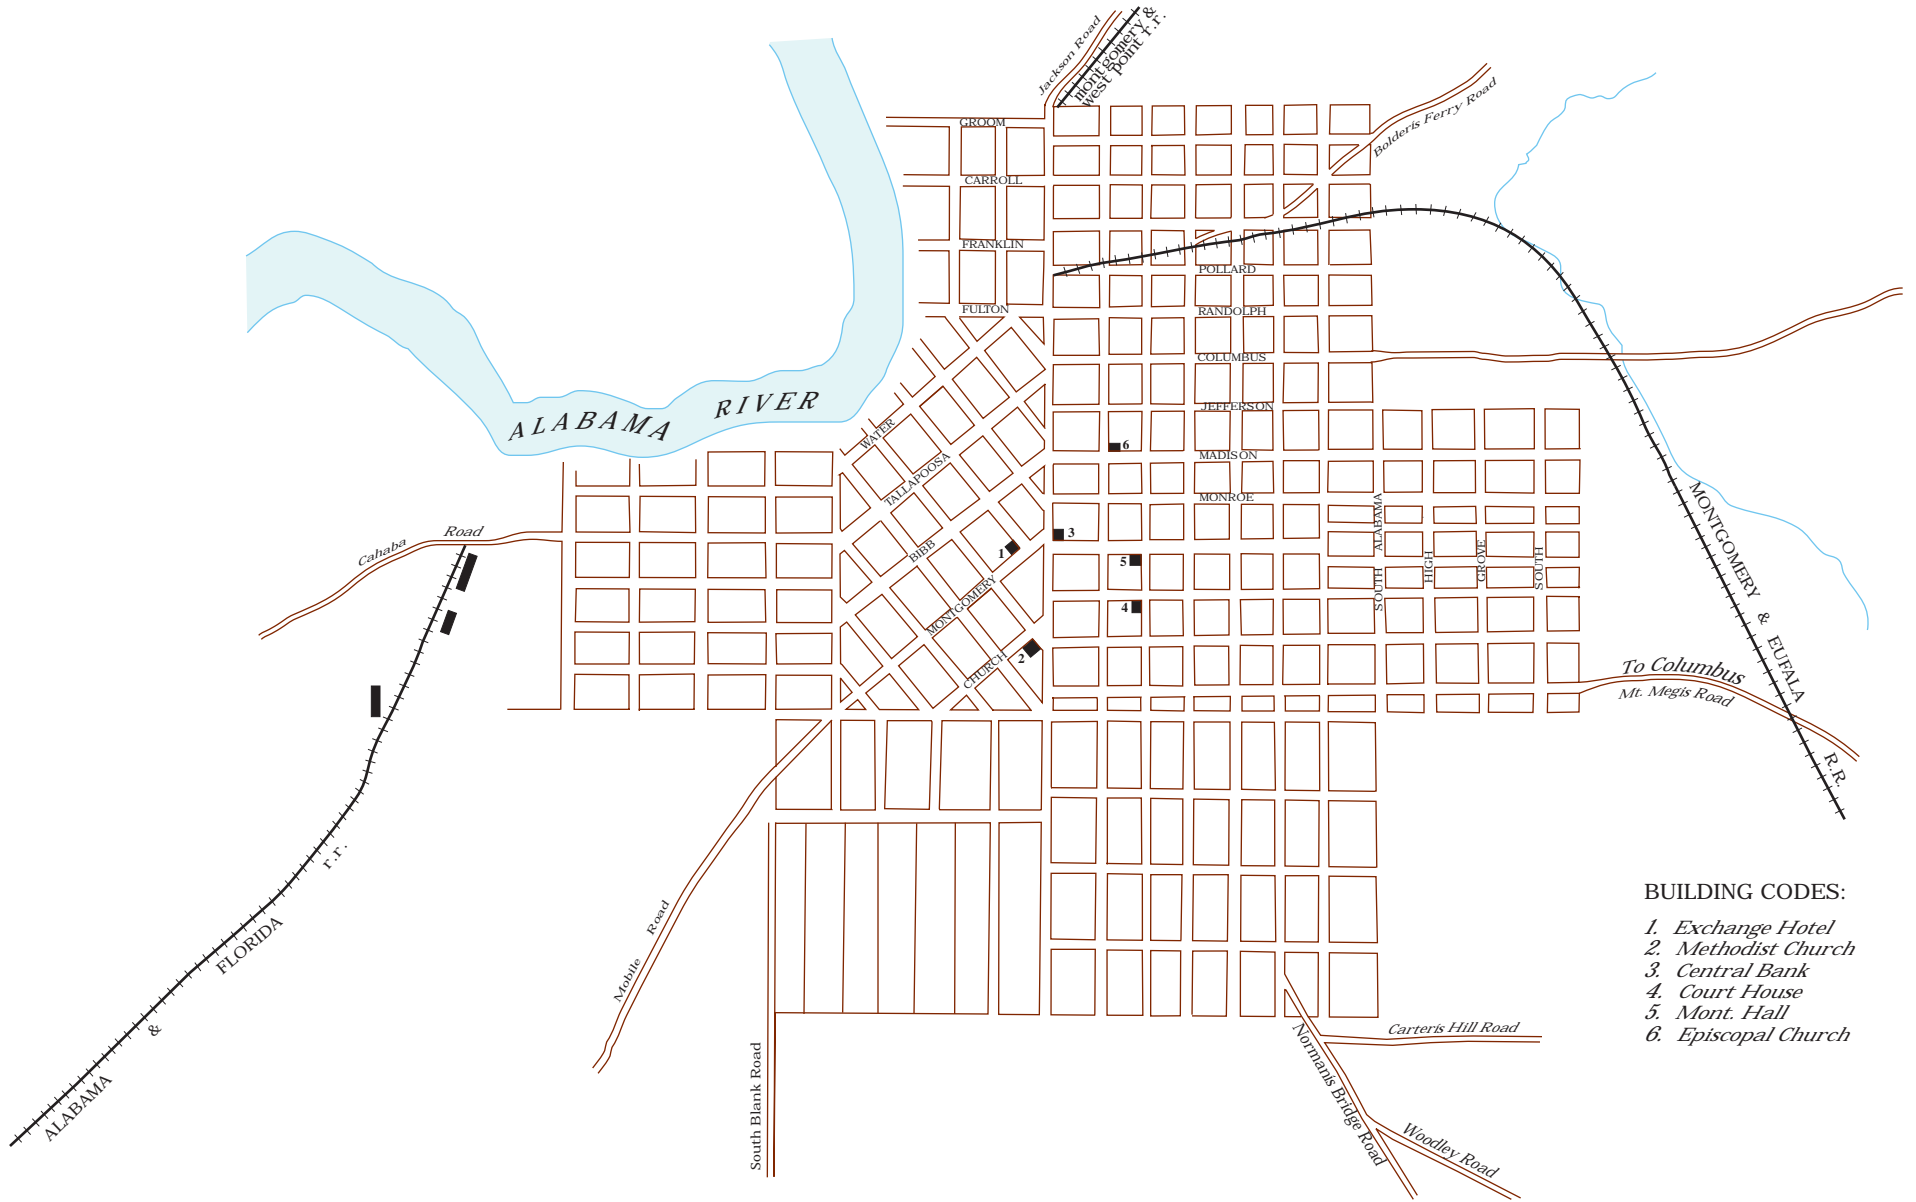 Jackson Road
montgomery &
west point r.r.
Bolderis Ferry Road
GROOM
CARROLL
FRANKLIN
POLLARD
FULTON
RANDOLPH
COLUMBUS
JEFFERSON
ALABAMA RIVER
WATER
6
MADISON
TALLAPOOSA
MONROE
Cahaba Road
BIBB
1
3
5
4
MONTGOMERY
2
CHURCH
SOUTH ALABAMA
HIGH
GROVE
SOUTH
MONTGOMERY & EUFALA R.R.
To Columbus
Mt. Megis Road
ALABAMA & FLORIDA r.r.
Mobile Road
South Blank Road
Normanis Bridge Road
Carteris Hill Road
Woodley Road
BUILDING CODES:
1. Exchange Hotel
2. Methodist Church
3. Central Bank
4. Court House
5. Mont. Hall
6. Episcopal Church